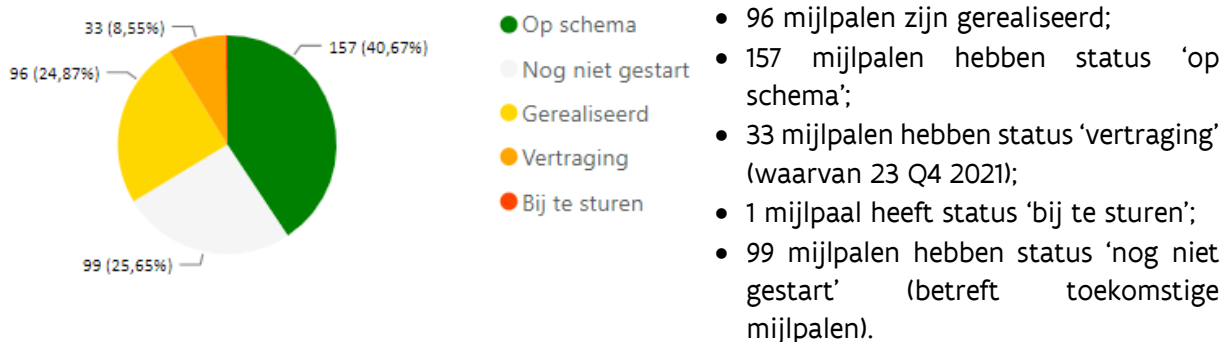 33 (8,55%)
157 (40,67%)
96 (24,87%)
99 (25,65%)
Op schema
Nog niet gestart
Gerealiseerd
Vertraging
Bij te sturen
• 96 mijlpalen zijn gerealiseerd;
• 157 mijlpalen hebben status ‘op
schema’;
• 33 mijlpalen hebben status ‘vertraging’
(waarvan 23 Q4 2021);
• 1 mijlpaal heeft status ‘bij te sturen’;
• 99 mijlpalen hebben status ‘nog niet
gestart’ (betreft toekomstige
mijlpalen).